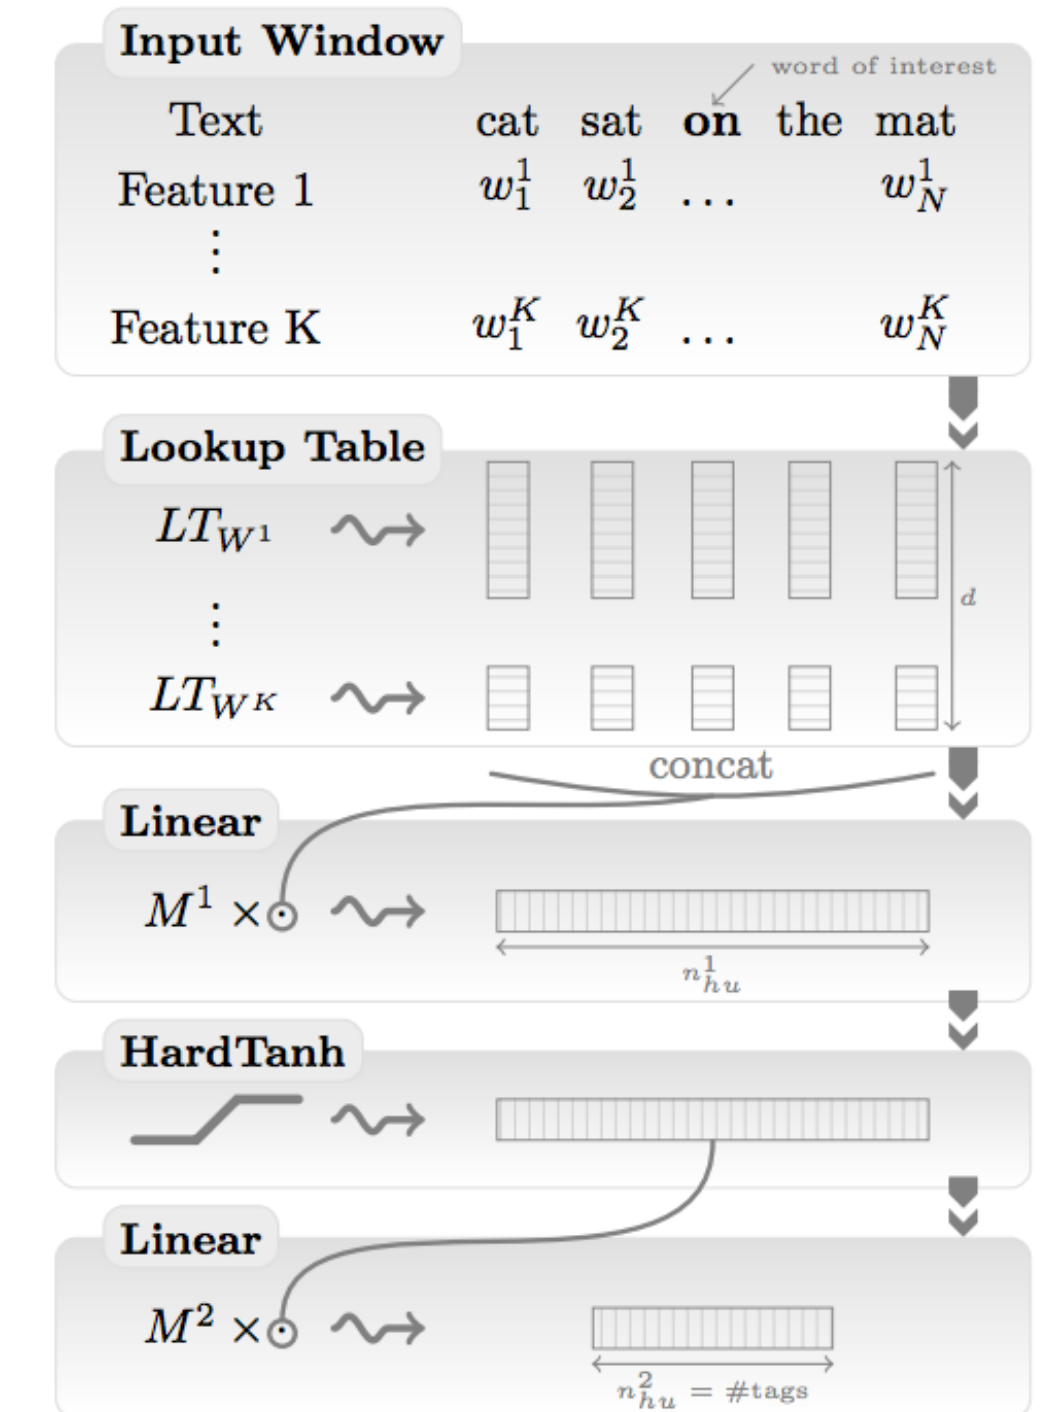 Input Window
word of interest
Text cat sat on the mat
Feature 1 w_1^1 w_2^1 ... w_N^1
⋮
Feature K w_1^K w_2^K ... w_N^K
Lookup Table
LT_{W^1}
d
⋮
LT_{W^K}
concat
Linear
M^1 × ⊙
n_{hu}^1
HardTanh
Linear
M^2 × ⊙
n_{hu}^2 = #tags